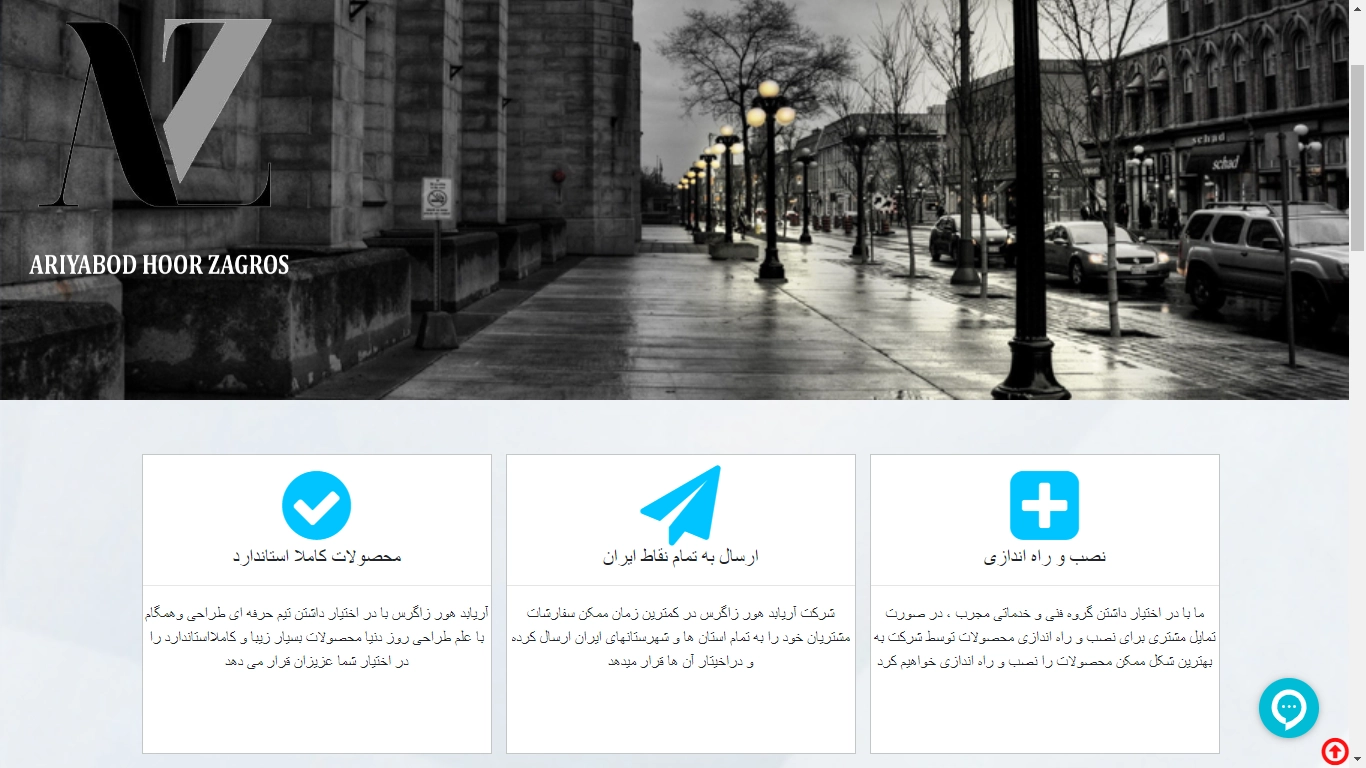 AZ
ARIYABOD HOOR ZAGROS
schad
schad
نصب و راه اندازی
ما با در اختیار داشتن گروه فنی و خدماتی مجرب ، در صورت
تمایل مشتری برای نصب و راه اندازی محصولات توسط شرکت به
بهترین شکل ممکن محصولات را نصب و راه اندازی خواهیم کرد
ارسال به تمام نقاط ایران
شرکت آریابد هور زاگرس در کمترین زمان ممکن سفارشات
مشتریان خود را به تمام استان ها و شهرستانهای ایران ارسال کرده
و دراخیتار آن ها قرار میدهد
محصولات کاملا استاندارد
آریابد هور زاگرس با در اختیار داشتن تیم حرفه ای طراحی وهمگام
با علم طراحی روز دنیا محصولات بسیار زیبا و کاملااستاندارد را
در اختیار شما عزیزان قرار می دهد